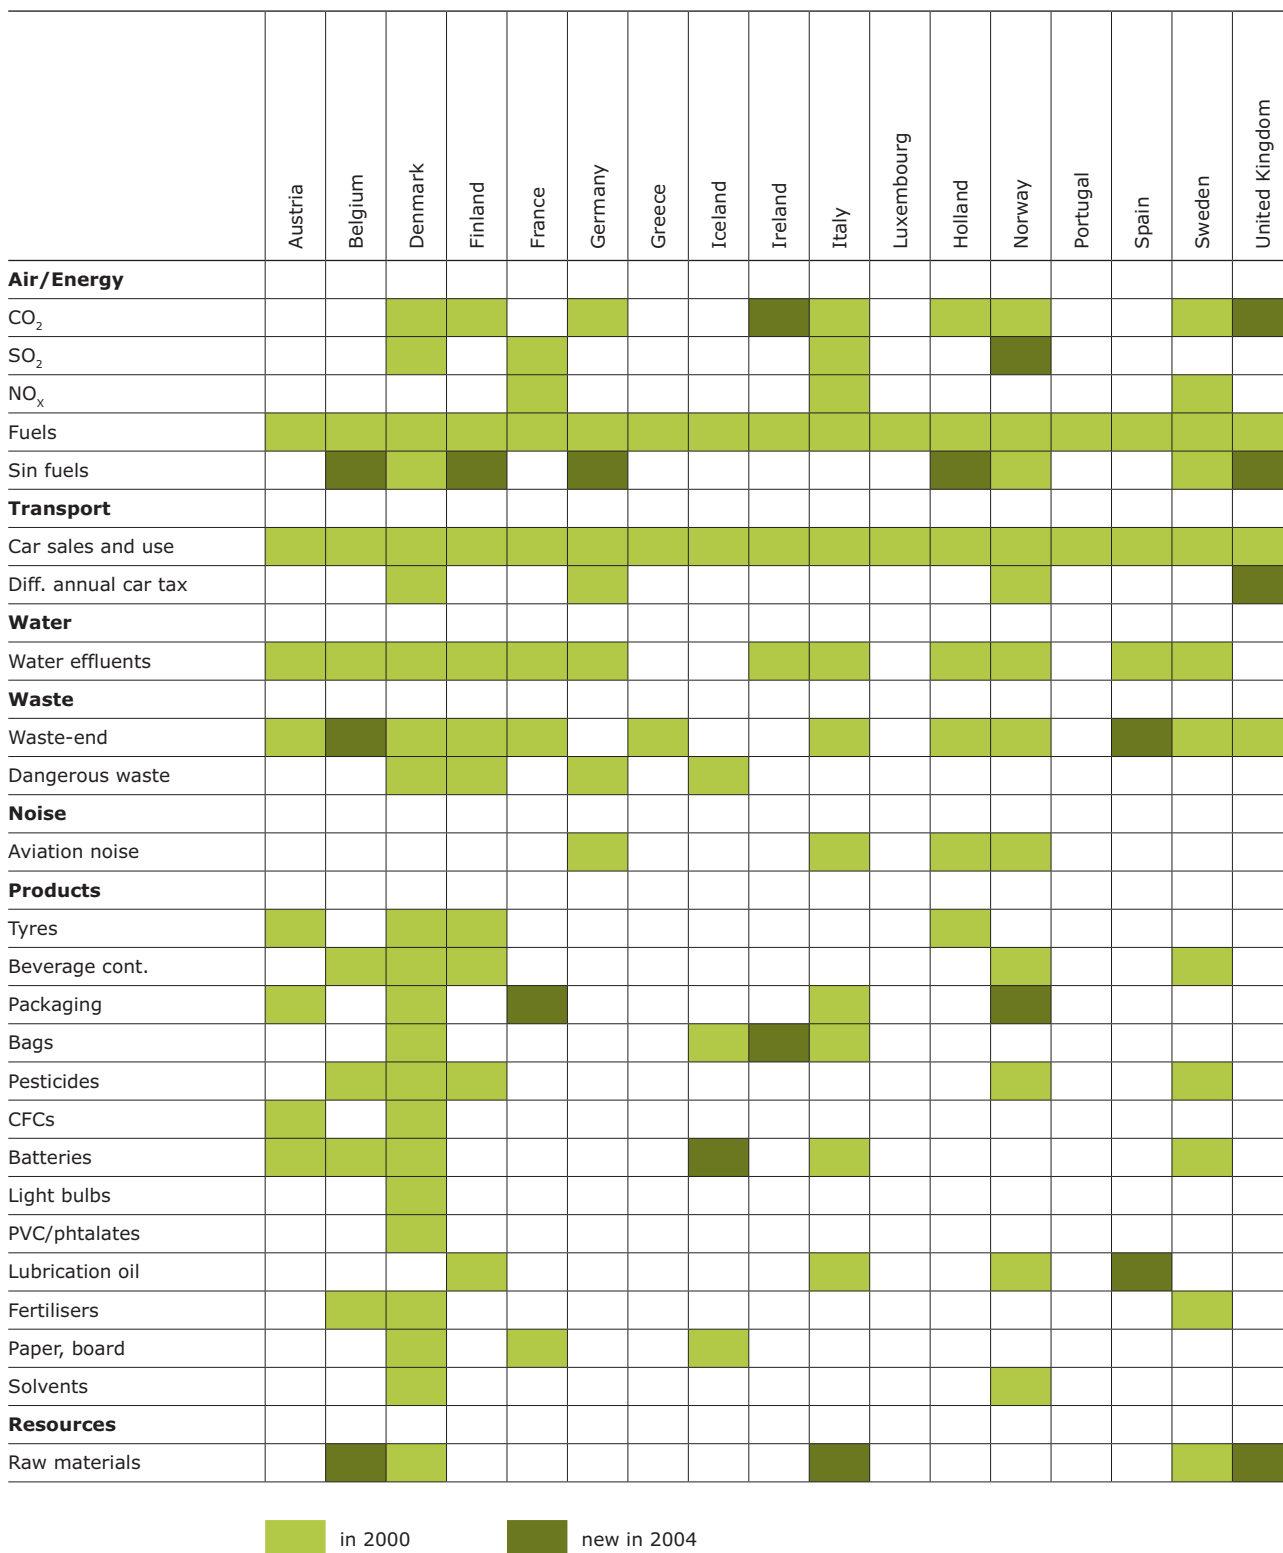 Austria
Belgium
Denmark
Finland
France
Germany
Greece
Iceland
Ireland
Italy
Luxembourg
Holland
Norway
Portugal
Spain
Sweden
United Kingdom
Air/Energy
CO₂
SO₂
NOₓ
Fuels
Sin fuels
Transport
Car sales and use
Diff. annual car tax
Water
Water effluents
Waste
Waste-end
Dangerous waste
Noise
Aviation noise
Products
Tyres
Beverage cont.
Packaging
Bags
Pesticides
CFCs
Batteries
Light bulbs
PVC/phtalates
Lubrication oil
Fertilisers
Paper, board
Solvents
Resources
Raw materials
in 2000
new in 2004